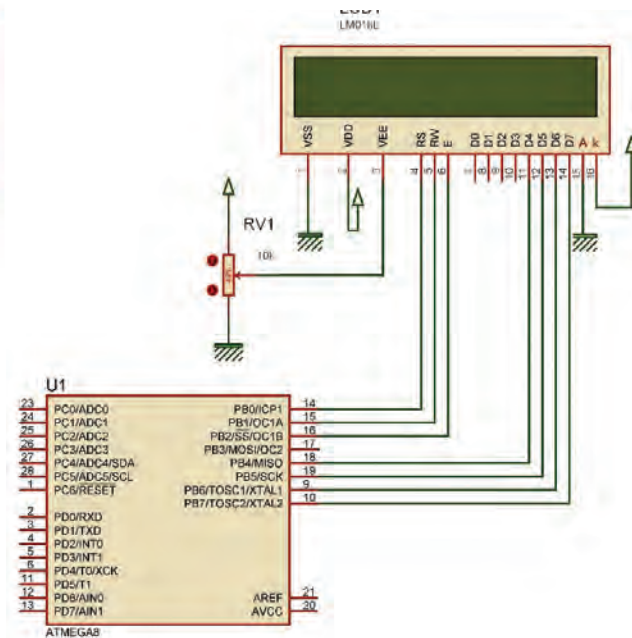 LM016L
VSS
VDD
VEE
RS
RW
E
D0
D1
D2
D3
D4
D5
D6
D7
A
K
1
2
3
4
5
6
7
8
9
10
11
12
13
14
15
16
RV1
U1
23 PC0/ADC0
24 PC1/ADC1
25 PC2/ADC2
26 PC3/ADC3
27 PC4/ADC4/SDA
28 PC5/ADC5/SCL
1 PC6/RESET
2 PD0/RXD
3 PD1/TXD
4 PD2/INT0
5 PD3/INT1
6 PD4/T0/XCK
11 PD5/T1
12 PD6/AIN0
13 PD7/AIN1
PB0/ICP1 14
PB1/OC1A 15
PB2/SS/OC1B 16
PB3/MOSI/OC2 17
PB4/MISO 18
PB5/SCK 19
PB6/TOSC1/XTAL1 9
PB7/TOSC2/XTAL2 10
AREF 21
AVCC 20
ATMEGA8